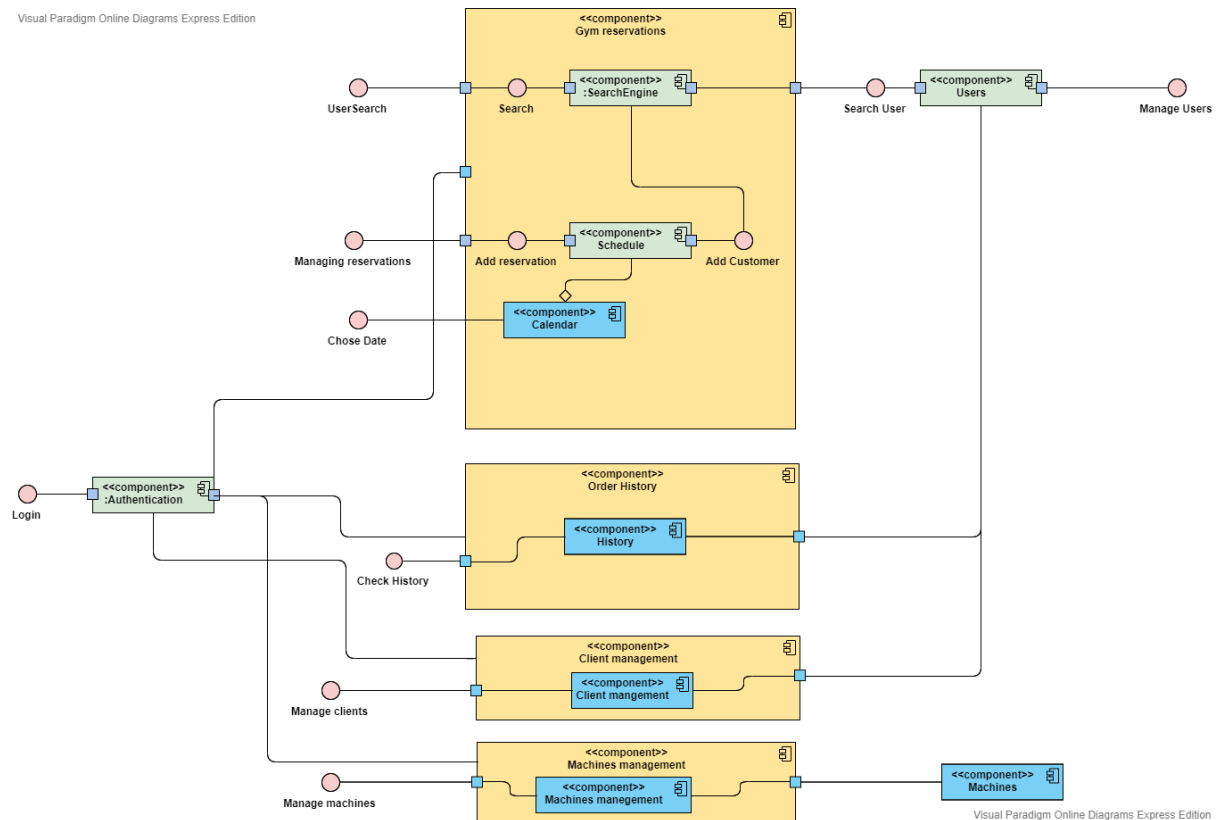 Visual Paradigm Online Diagrams Express Edition
<<component>>
Gym reservations
<<component>>
:SearchEngine
<<component>>
Users
UserSearch
Search
Search User
Manage Users
<<component>>
Schedule
Managing reservations
Add reservation
Add Customer
<<component>>
Calendar
Chose Date
<<component>>
Order History
<<component>>
:Authentication
Login
<<component>>
History
Check History
<<component>>
Client management
<<component>>
Client mangement
Manage clients
<<component>>
Machines management
<<component>>
Machines manegement
Manage machines
<<component>>
Machines
Visual Paradigm Online Diagrams Express Edition